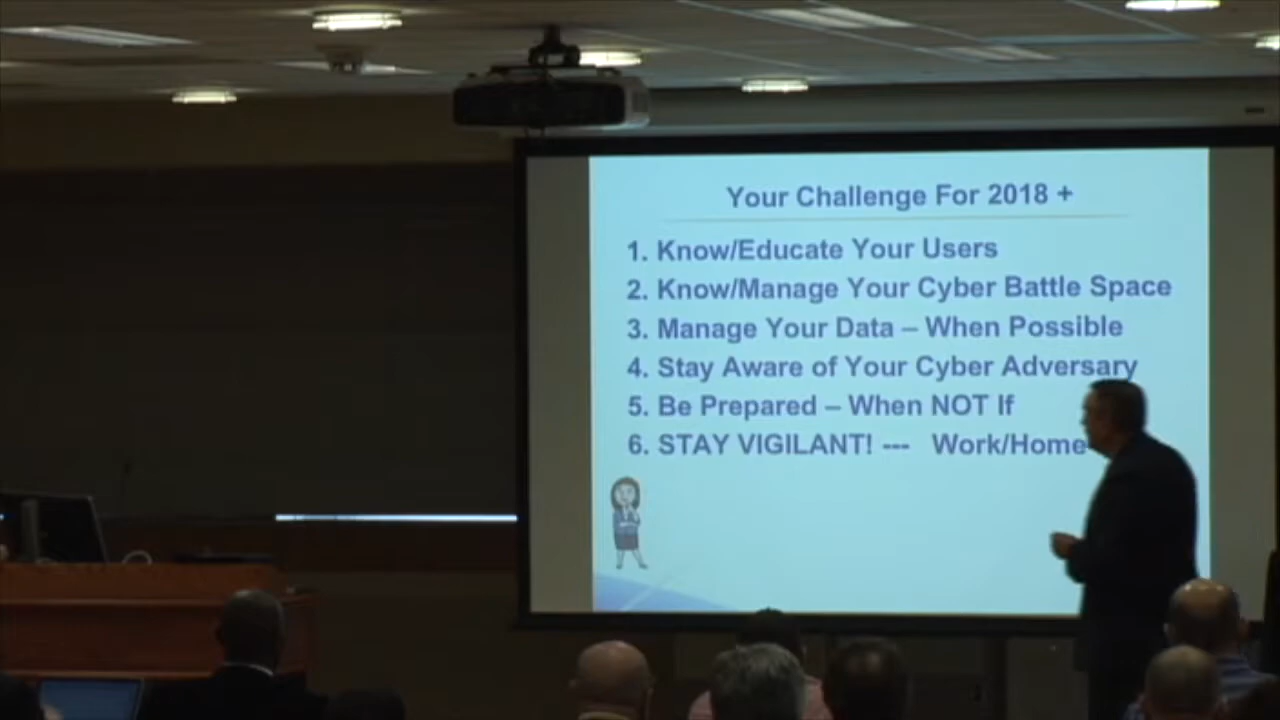 Your Challenge For 2018 +
1. Know/Educate Your Users
2. Know/Manage Your Cyber Battle Space
3. Manage Your Data – When Possible
4. Stay Aware of Your Cyber Adversary
5. Be Prepared – When NOT If
6. STAY VIGILANT! --- Work/Home